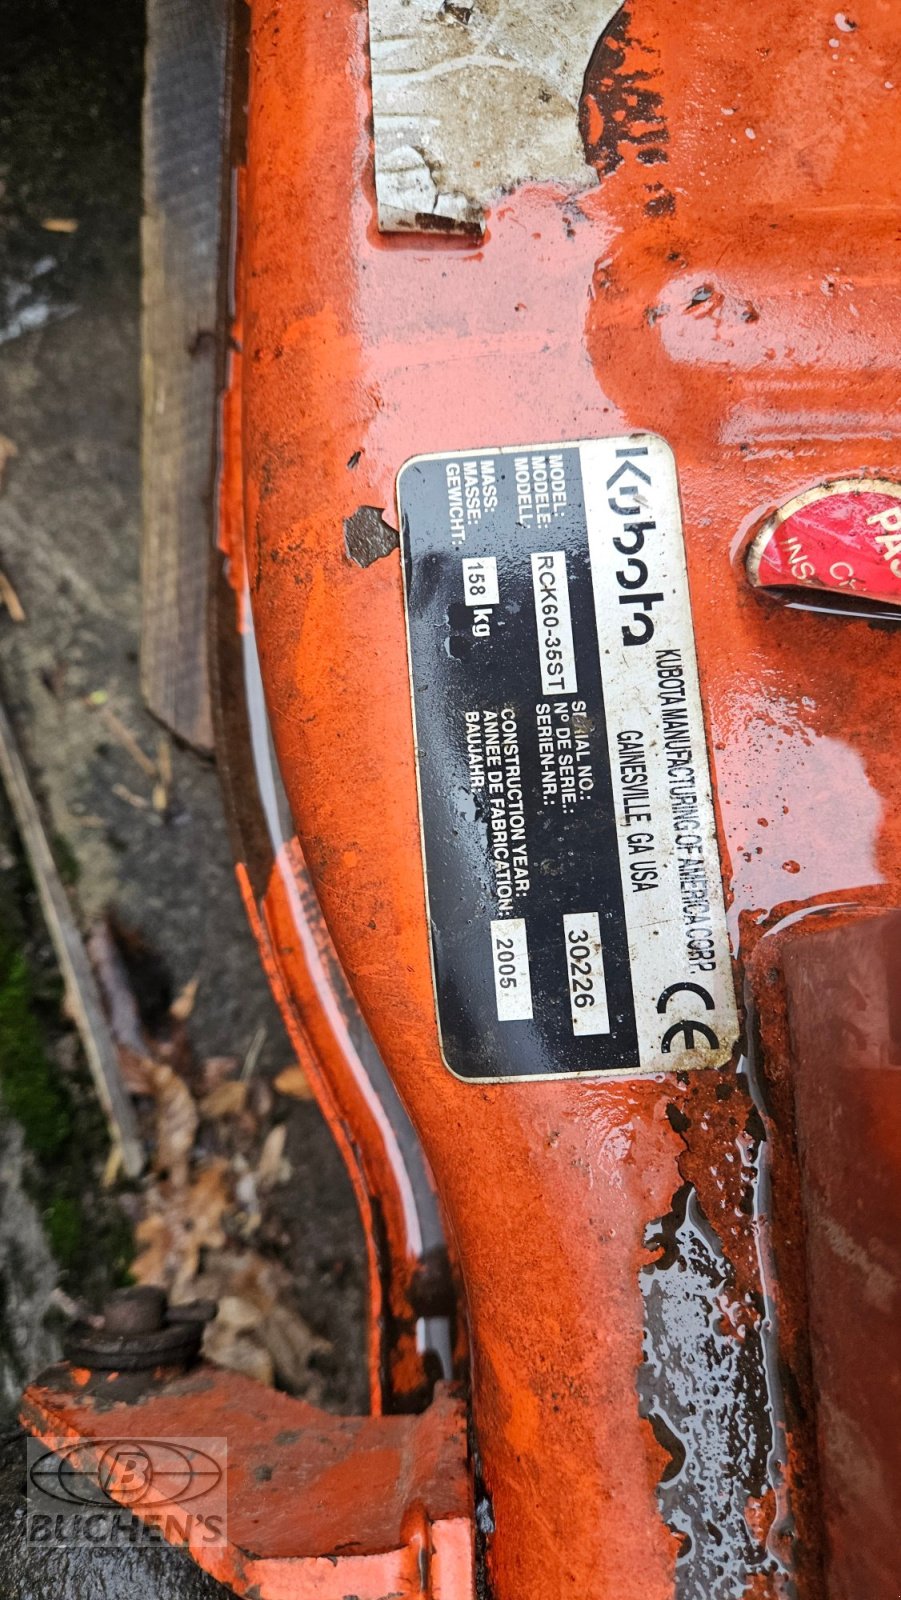 Kubota
KUBOTA MANUFACTURING OF AMERICA CORP.
GAINESVILLE, GA USA
CE
MODEL:
MODELE:
MODELL:
RCK60-35ST
SERIAL NO.:
N° DE SERIE.:
SERIEN-NR.:
30226
MASS:
MASSE:
GEWICHT:
158 kg
CONSTRUCTION YEAR:
ANNEE DE FABRICATION:
BAUJAHR:
2005
B
BUCHEN'S